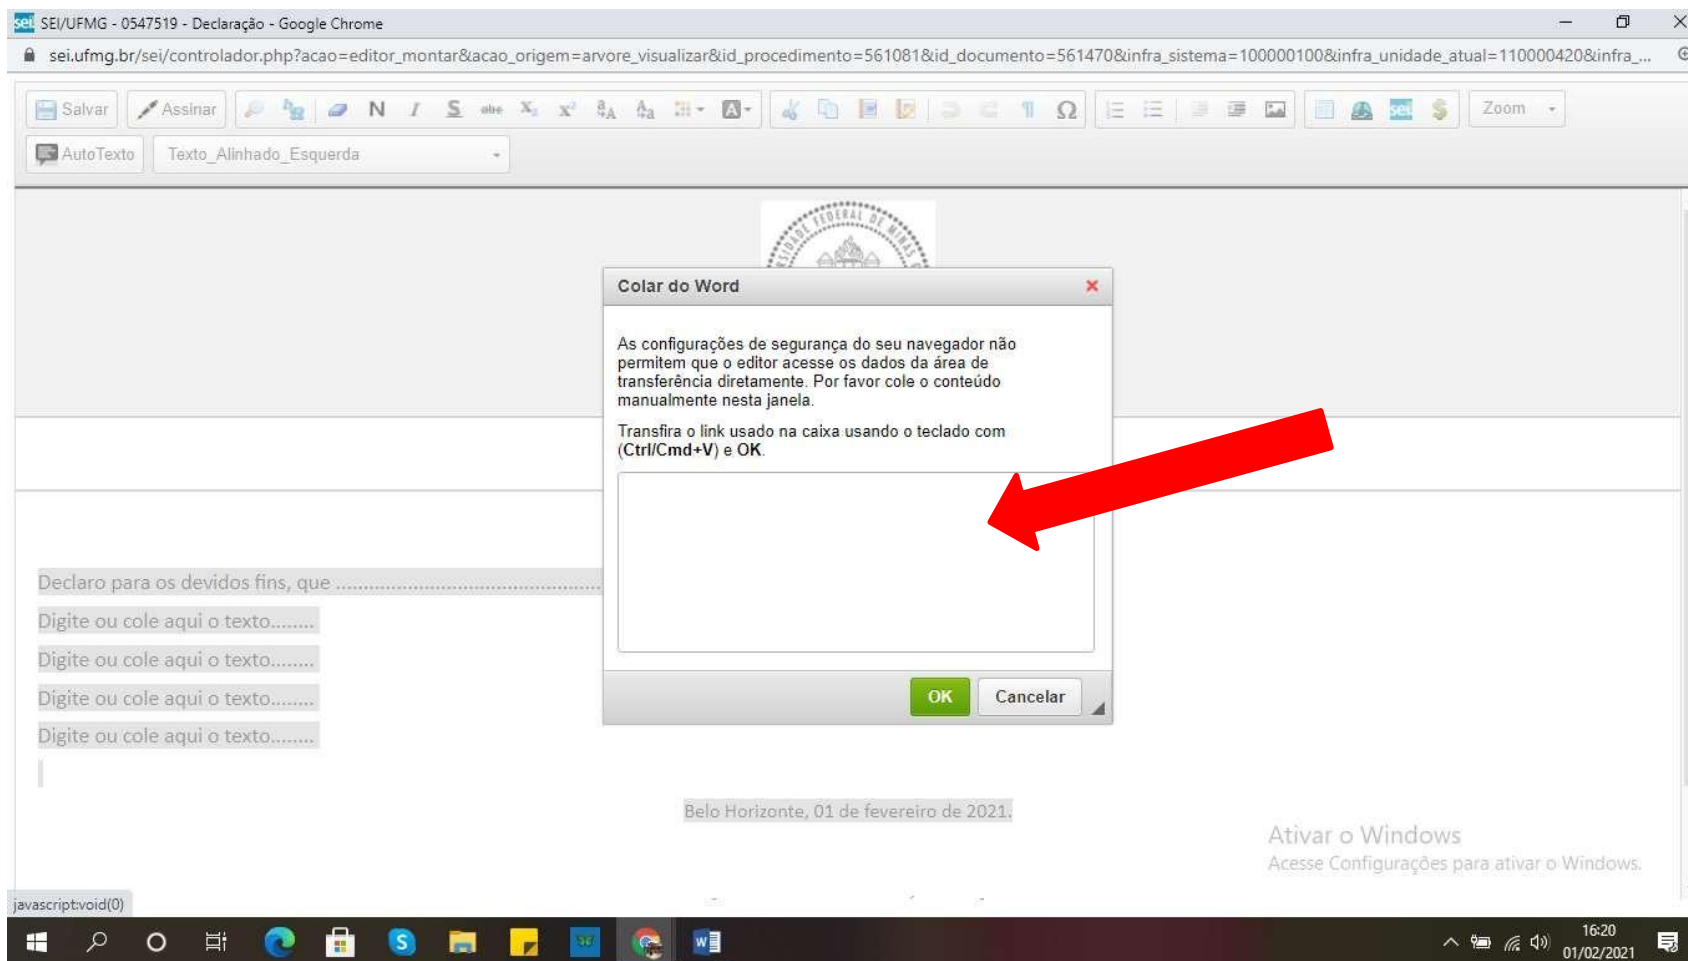 SEI/UFMG - 0547519 - Declaração - Google Chrome
sei.ufmg.br/sei/controlador.php?acao=editor_montar&acao_origem=arvore_visualizar&id_procedimento=561081&id_documento=561470&infra_sistema=100000100&infra_unidade_atual=110000420&infra_...
Salvar Assinar N I S abc X₂ X² Zoom
AutoTexto Texto_Alinhado_Esquerda
FEDERAL DE MINAS
Colar do Word
As configurações de segurança do seu navegador não
permitem que o editor acesse os dados da área de
transferência diretamente. Por favor cole o conteúdo
manualmente nesta janela.
Transfira o link usado na caixa usando o teclado com
(Ctrl/Cmd+V) e OK.
Declaro para os devidos fins, que ............................................................
Digite ou cole aqui o texto........
Digite ou cole aqui o texto........
Digite ou cole aqui o texto........
Digite ou cole aqui o texto........
OK Cancelar
Belo Horizonte, 01 de fevereiro de 2021.
Ativar o Windows
Acesse Configurações para ativar o Windows.
javascript:void(0)
16:20
01/02/2021